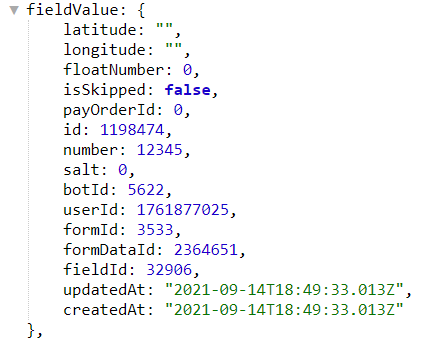 fieldValue: {
latitude: "",
longitude: "",
floatNumber: 0,
isSkipped: false,
payOrderId: 0,
id: 1198474,
number: 12345,
salt: 0,
botId: 5622,
userId: 1761877025,
formId: 3533,
formDataId: 2364651,
fieldId: 32906,
updatedAt: "2021-09-14T18:49:33.013Z",
createdAt: "2021-09-14T18:49:33.013Z"
},